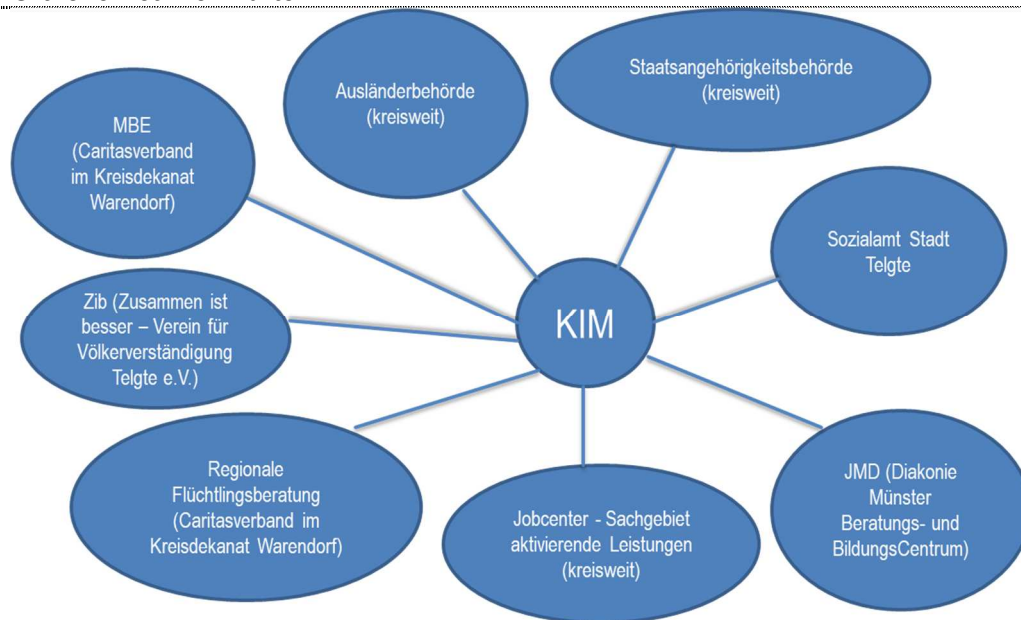 Ausländerbehörde
(kreisweit)
Staatsangehörigkeitsbehörde
(kreisweit)
MBE
(Caritasverband
im Kreisdekanat
Warendorf)
Sozialamt Stadt
Telgte
Zib (Zusammen ist
besser – Verein für
Völkerverständigung
Telgte e.V.)
KIM
Regionale
Flüchtlingsberatung
(Caritasverband im
Kreisdekanat Warendorf)
Jobcenter - Sachgebiet
aktivierende Leistungen
(kreisweit)
JMD (Diakonie
Münster
Beratungs- und
BildungsCentrum)